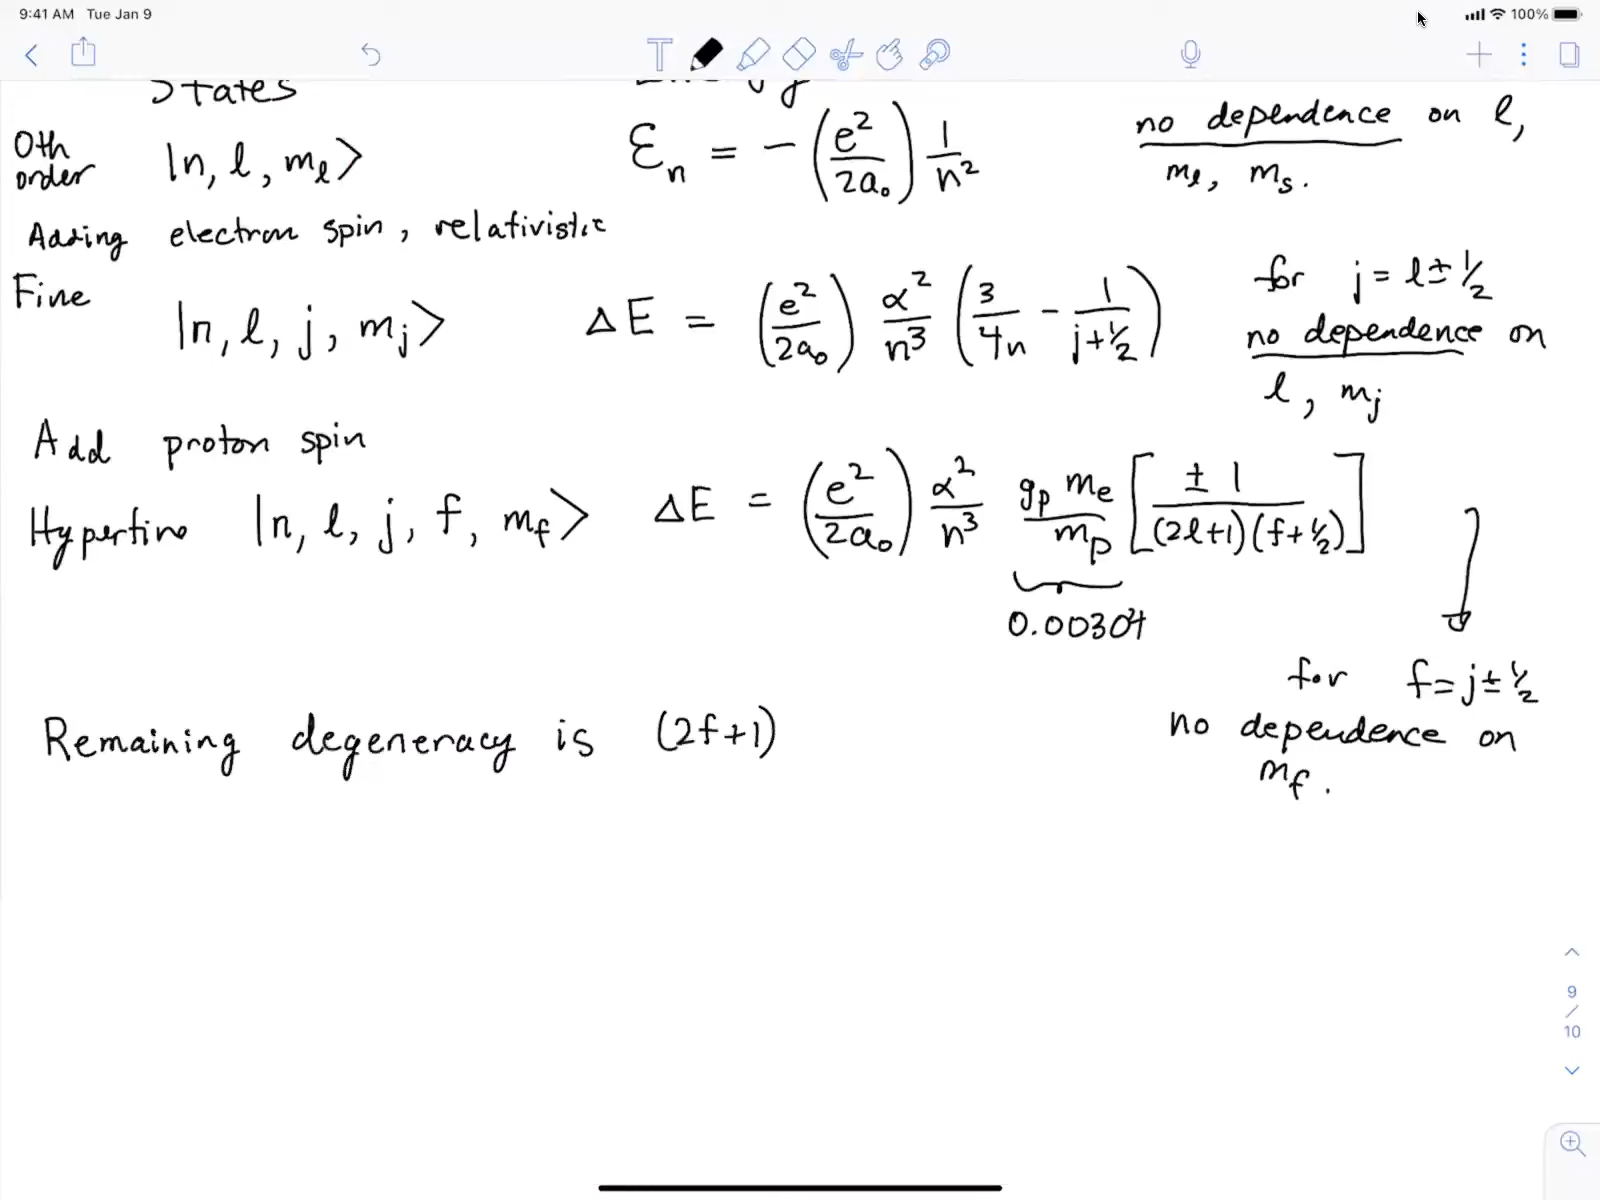 9:41 AM Tue Jan 9
100%
States
0th order |n, l, m_l> ℰ_n = -(e²/2a₀) 1/n² no dependence on l,
m_l, m_s.
Adding electron spin, relativistic
Fine |n, l, j, m_j> ΔE = (e²/2a₀) α²/n³ (3/4n - 1/j+½) for j = l±½
no dependence on
l, m_j
Add proton spin
Hyperfine |n, l, j, f, m_f> ΔE = (e²/2a₀) α²/n³ g_p m_e/m_p [±1/(2l+1)(f+½)]
0.00304
for f=j±½
Remaining degeneracy is (2f+1)
no dependence on
m_f.
9
/
10